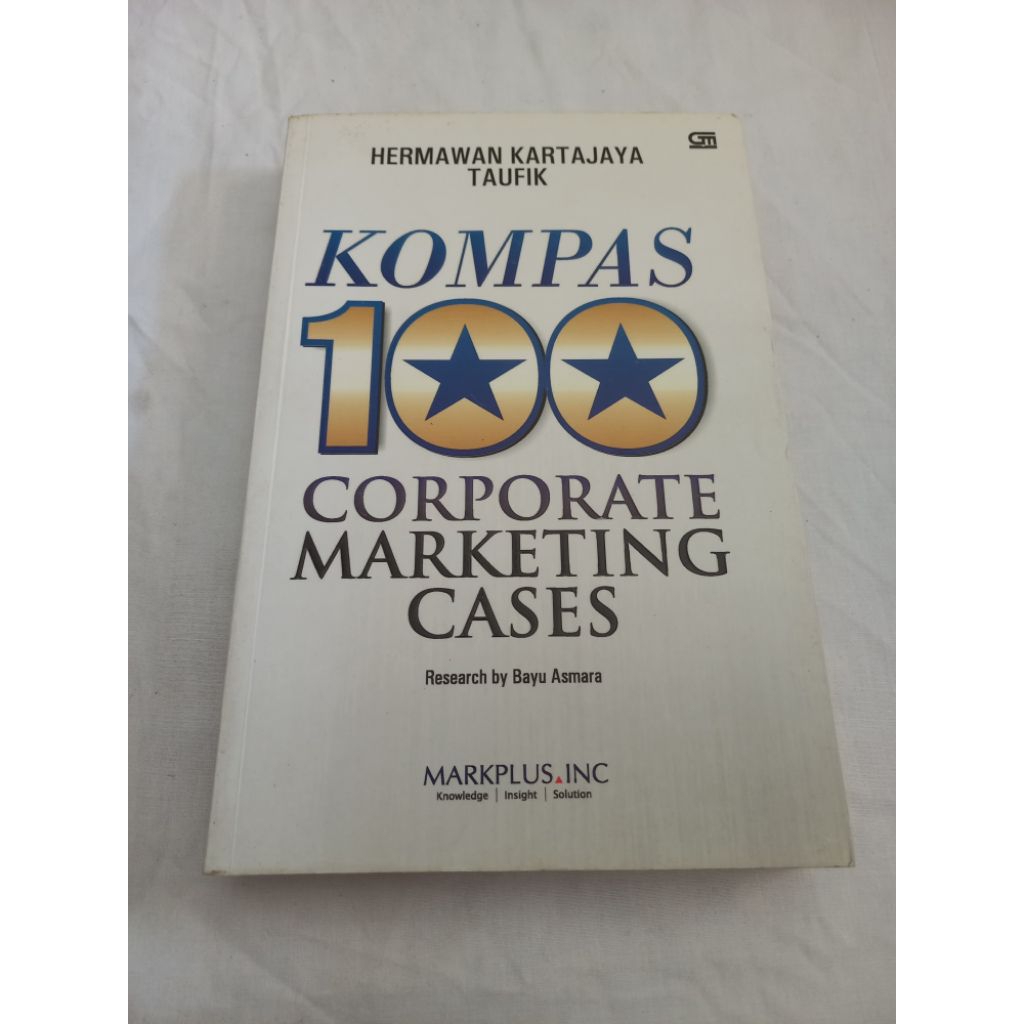 HERMAWAN KARTAJAYA
TAUFIK
GM
KOMPAS
100
CORPORATE
MARKETING
CASES
Research by Bayu Asmara
MARKPLUS.INC
Knowledge | Insight | Solution